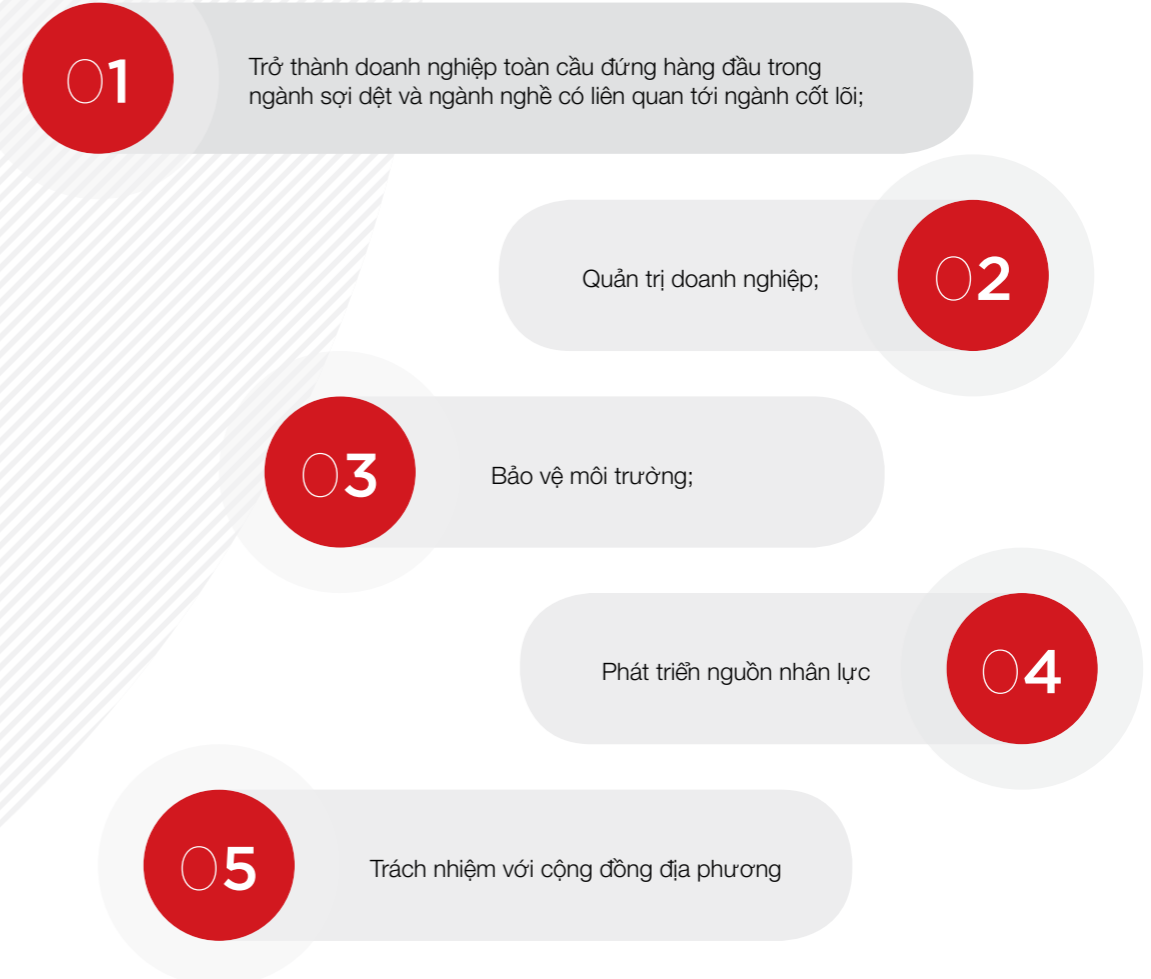 01
Trở thành doanh nghiệp toàn cầu đứng hàng đầu trong
ngành sợi dệt và ngành nghề có liên quan tới ngành cốt lõi;
Quản trị doanh nghiệp;
02
03
Bảo vệ môi trường;
Phát triển nguồn nhân lực
04
05
Trách nhiệm với cộng đồng địa phương